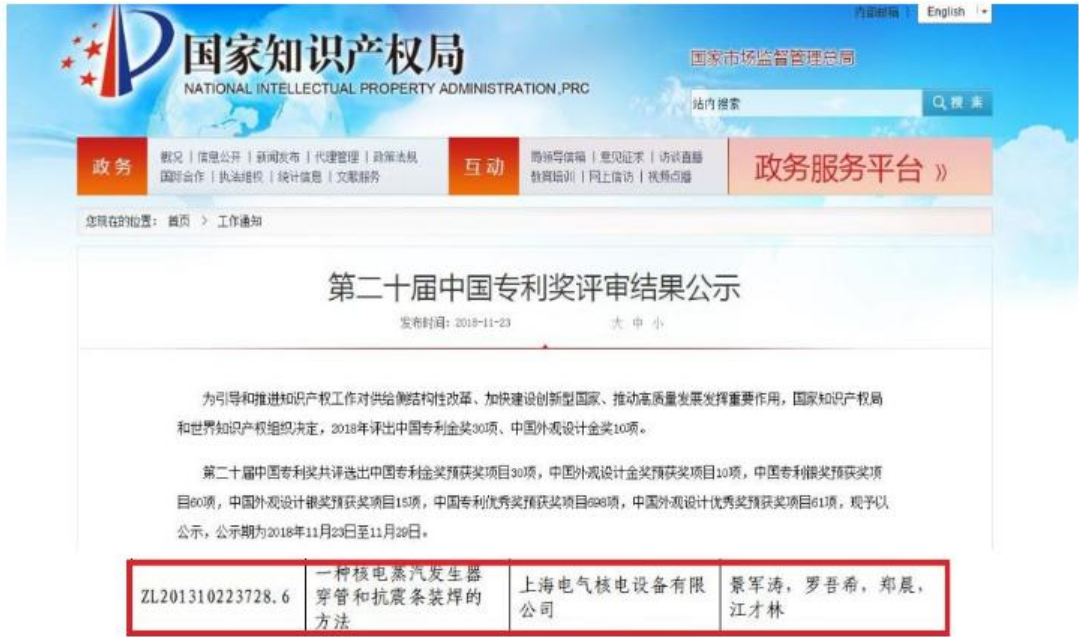 内部邮箱 | English
国家知识产权局
NATIONAL INTELLECTUAL PROPERTY ADMINISTRATION,PRC
国家市场监督管理总局
站内搜索
搜 索
政务
概况 | 信息公开 | 新闻发布 | 代理管理 | 政策法规
国际合作 | 执法维权 | 统计信息 | 文献服务
互动
局领导信箱 | 意见征求 | 访谈直播
教育培训 | 网上信访 | 视频点播
政务服务平台 »
您现在的位置: 首页 > 工作通知
第二十届中国专利奖评审结果公示
发布时间: 2018-11-23
大 中 小
为引导和推进知识产权工作对供给侧结构性改革、加快建设创新型国家、推动高质量发展发挥重要作用，国家知识产权局
和世界知识产权组织决定，2018年评出中国专利金奖30项、中国外观设计金奖10项。
第二十届中国专利奖共评选出中国专利金奖预获奖项目30项，中国外观设计金奖预获奖项目10项，中国专利银奖预获奖项
目60项，中国外观设计银奖预获奖项目15项，中国专利优秀奖预获奖项目698项，中国外观设计优秀奖预获奖项目61项，现予以
公示，公示期为2018年11月23日至11月29日。
ZL201310223728.6
一种核电蒸汽发生器
穿管和抗震条装焊的
方法
上海电气核电设备有限
公司
景军涛，罗吾希，郑晨，
江才林